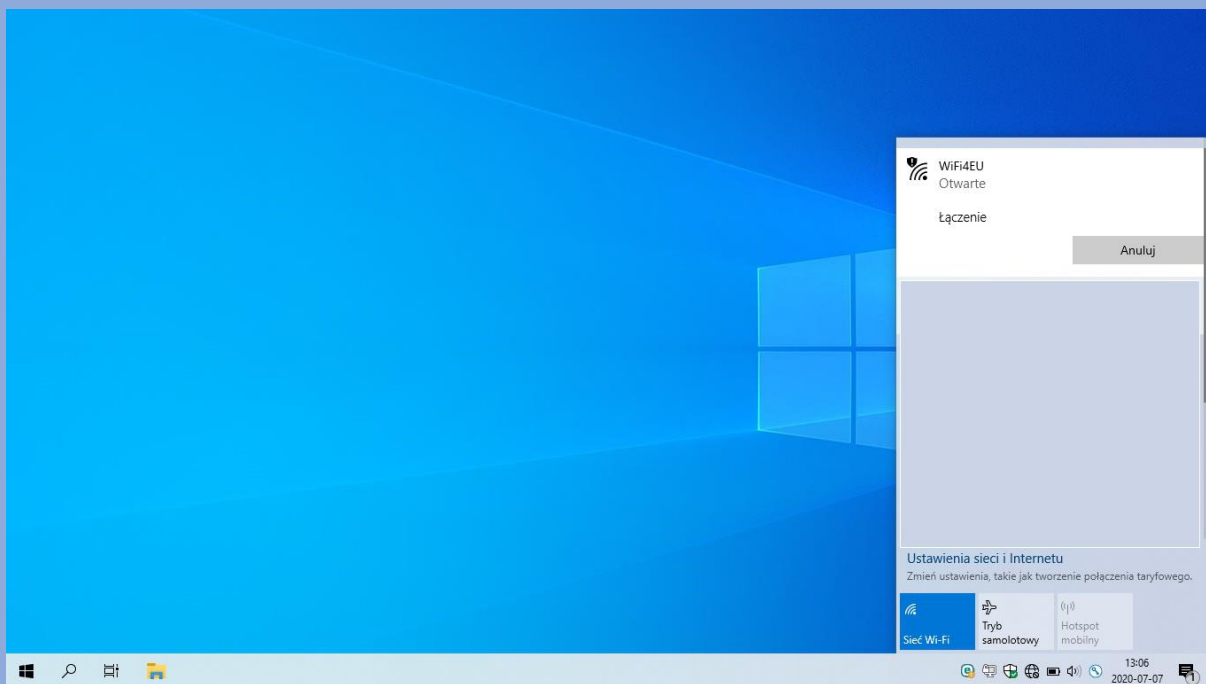 WiFi4EU
Otwarte
Łączenie
Anuluj
Ustawienia sieci i Internetu
Zmień ustawienia, takie jak tworzenie połączenia taryfowego.
Sieć Wi-Fi
Tryb
samolotowy
Hotspot
mobilny
13:06
2020-07-07
1